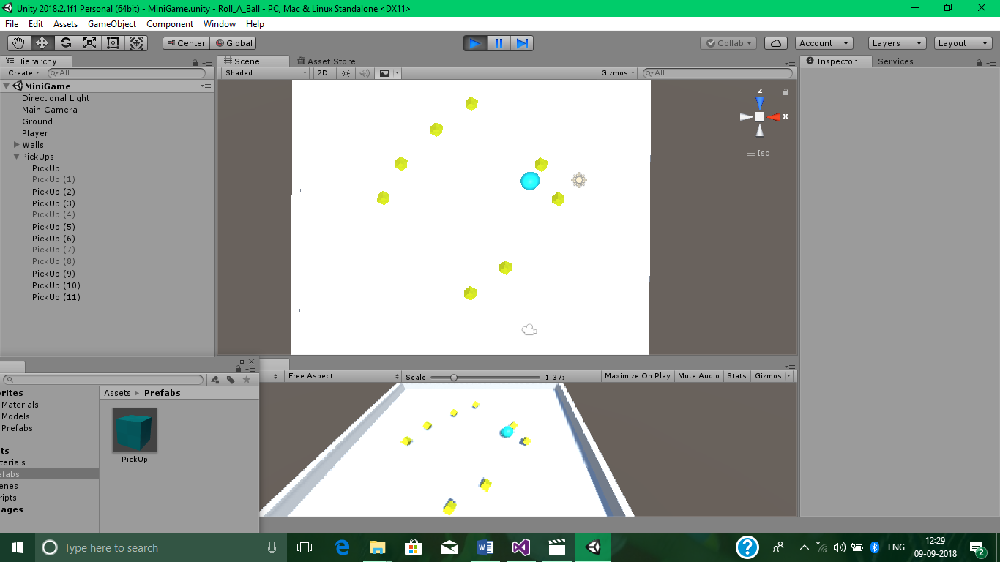 Unity 2018.2.1f1 Personal (64bit) - MiniGame.unity - Roll_A_Ball - PC, Mac & Linux Standalone <DX11>
File Edit Assets GameObject Component Window Help
Center Global Collab Account Layers Layout
Hierarchy Scene Asset Store Inspector Services
Create All Shaded 2D Gizmos All
MiniGame
Directional Light
Main Camera
Ground
Player
Walls
PickUps
PickUp
PickUp (1)
PickUp (2)
PickUp (3)
PickUp (4)
PickUp (5)
PickUp (6)
PickUp (7)
PickUp (8)
PickUp (9)
PickUp (10)
PickUp (11)
z
x
Iso
Free Aspect Scale 1.37: Maximize On Play Mute Audio Stats Gizmos
orites
Materials
Models
Prefabs
ts
terials
efabs
enes
ripts
ages
Assets Prefabs
PickUp
Type here to search
ENG
12:29
09-09-2018
2